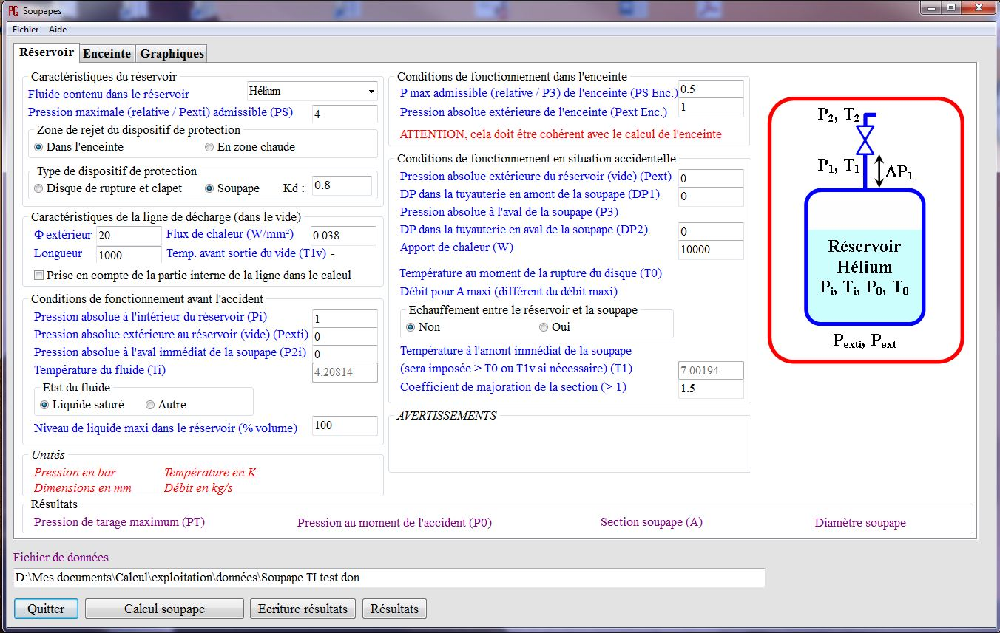 PG Soupapes
Fichier Aide
Réservoir Enceinte Graphiques
Caractéristiques du réservoir
Fluide contenu dans le réservoir Hélium
Pression maximale (relative / Pexti) admissible (PS) 4
Zone de rejet du dispositif de protection
Dans l'enceinte En zone chaude
Type de dispositif de protection
Disque de rupture et clapet Soupape Kd : 0.8
Caractéristiques de la ligne de décharge (dans le vide)
Φ extérieur 20 Flux de chaleur (W/mm²) 0.038
Longueur 1000 Temp. avant sortie du vide (T1v) -
Prise en compte de la partie interne de la ligne dans le calcul
Conditions de fonctionnement avant l'accident
Pression absolue à l'intérieur du réservoir (Pi) 1
Pression absolue extérieure au réservoir (vide) (Pexti) 0
Pression absolue à l'aval immédiat de la soupape (P2i) 0
Température du fluide (Ti) 4.20814
Etat du fluide
Liquide saturé Autre
Niveau de liquide maxi dans le réservoir (% volume) 100
Unités
Pression en bar Température en K
Dimensions en mm Débit en kg/s
Conditions de fonctionnement dans l'enceinte
P max admissible (relative / P3) de l'enceinte (PS Enc.) 0.5
Pression absolue extérieure de l'enceinte (Pext Enc.) 1
ATTENTION, cela doit être cohérent avec le calcul de l'enceinte
Conditions de fonctionnement en situation accidentelle
Pression absolue extérieure du réservoir (vide) (Pext) 0
DP dans la tuyauterie en amont de la soupape (DP1) 0
Pression absolue à l'aval de la soupape (P3)
DP dans la tuyauterie en aval de la soupape (DP2) 0
Apport de chaleur (W) 10000
Température au moment de la rupture du disque (T0)
Débit pour A maxi (différent du débit maxi)
Echauffement entre le réservoir et la soupape
Non Oui
Température à l'amont immédiat de la soupape
(sera imposée > T0 ou T1v si nécessaire) (T1) 7.00194
Coefficient de majoration de la section (> 1) 1.5
AVERTISSEMENTS
P2, T2
P1, T1 ΔP1
Réservoir
Hélium
Pi, Ti, P0, T0
Pexti, Pext
Résultats
Pression de tarage maximum (PT) Pression au moment de l'accident (P0) Section soupape (A) Diamètre soupape
Fichier de données
D:\Mes documents\Calcul\exploitation\données\Soupape TI test.don
Quitter Calcul soupape Ecriture résultats Résultats